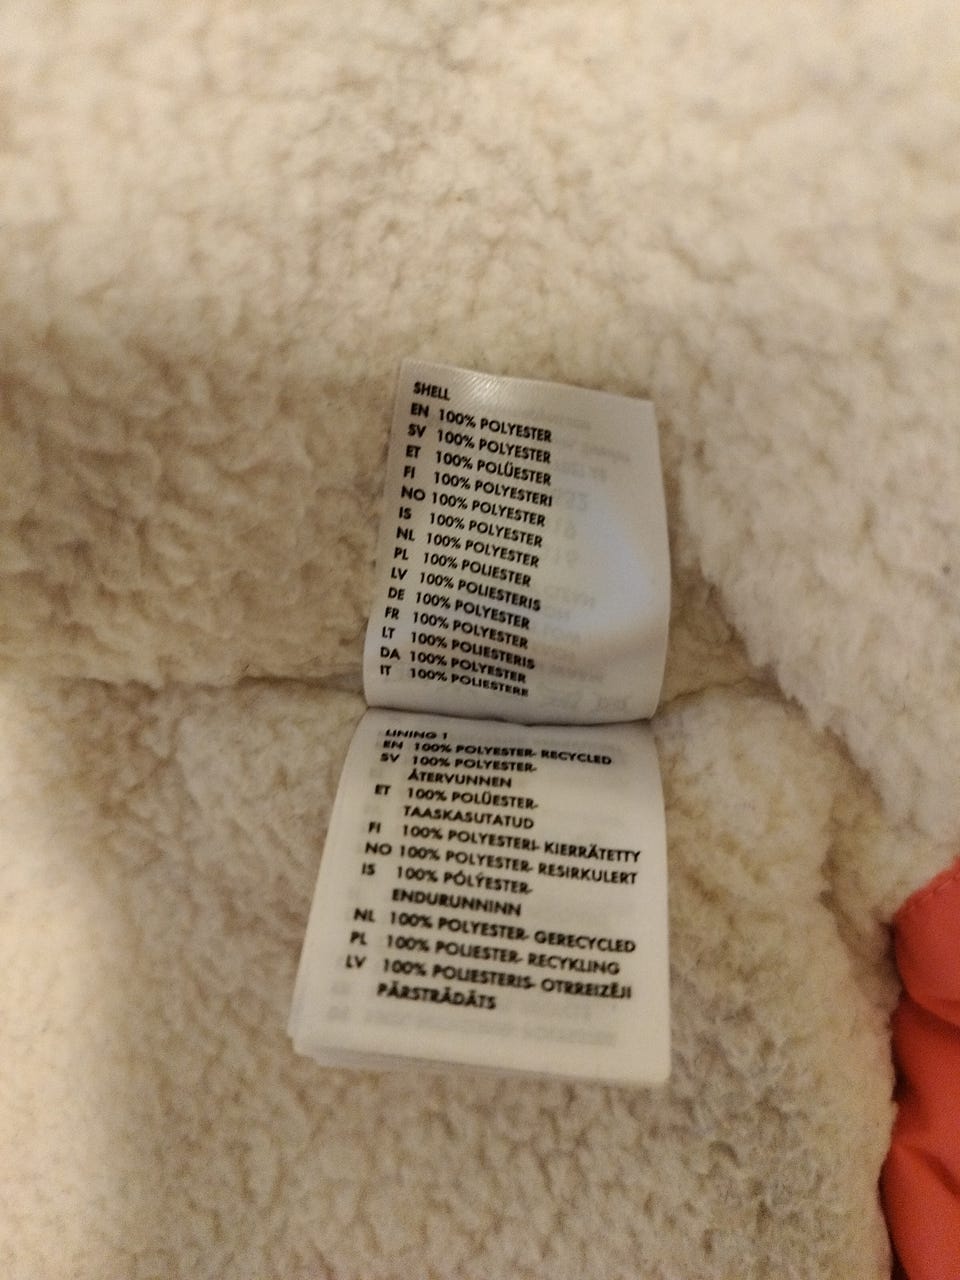 SHELL
EN 100% POLYESTER
SV 100% POLYESTER
ET 100% POLÜESTER
FI 100% POLYESTERI
NO 100% POLYESTER
IS 100% POLYESTER
NL 100% POLYESTER
PL 100% POLIESTER
LV 100% POLIESTERIS
DE 100% POLYESTER
FR 100% POLYESTER
LT 100% POLIESTERIS
DA 100% POLYESTER
IT 100% POLIESTERE
LINING 1
EN 100% POLYESTER- RECYCLED
SV 100% POLYESTER-
ÅTERVUNNEN
ET 100% POLÜESTER-
TAASKASUTATUD
FI 100% POLYESTERI- KIERRÄTETTY
NO 100% POLYESTER- RESIRKULERT
IS 100% PÓLÝESTER-
ENDURUNNINN
NL 100% POLYESTER- GERECYCLED
PL 100% POLIESTER- RECYKLING
LV 100% POLIESTERIS- OTRREIZĒJI
PĀRSTRĀDĀTS